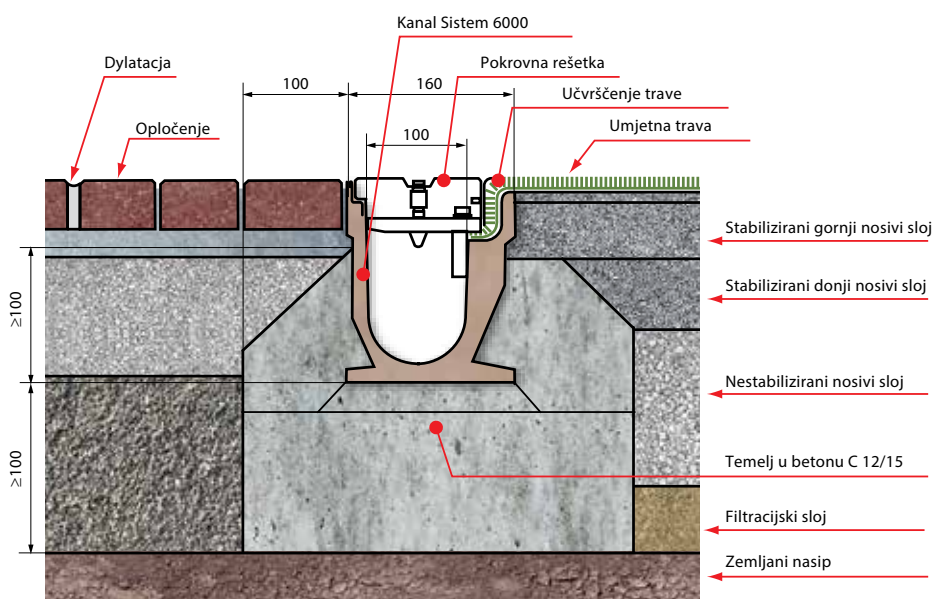 Kanal Sistem 6000
Dylatacja
Pokrovna rešetka
100
160
Učvrščenje trave
Opločenje
100
Umjetna trava
Stabilizirani gornji nosivi sloj
Stabilizirani donji nosivi sloj
≥100
Nestabilizirani nosivi sloj
≥100
Temelj u betonu C 12/15
Filtracijski sloj
Zemljani nasip